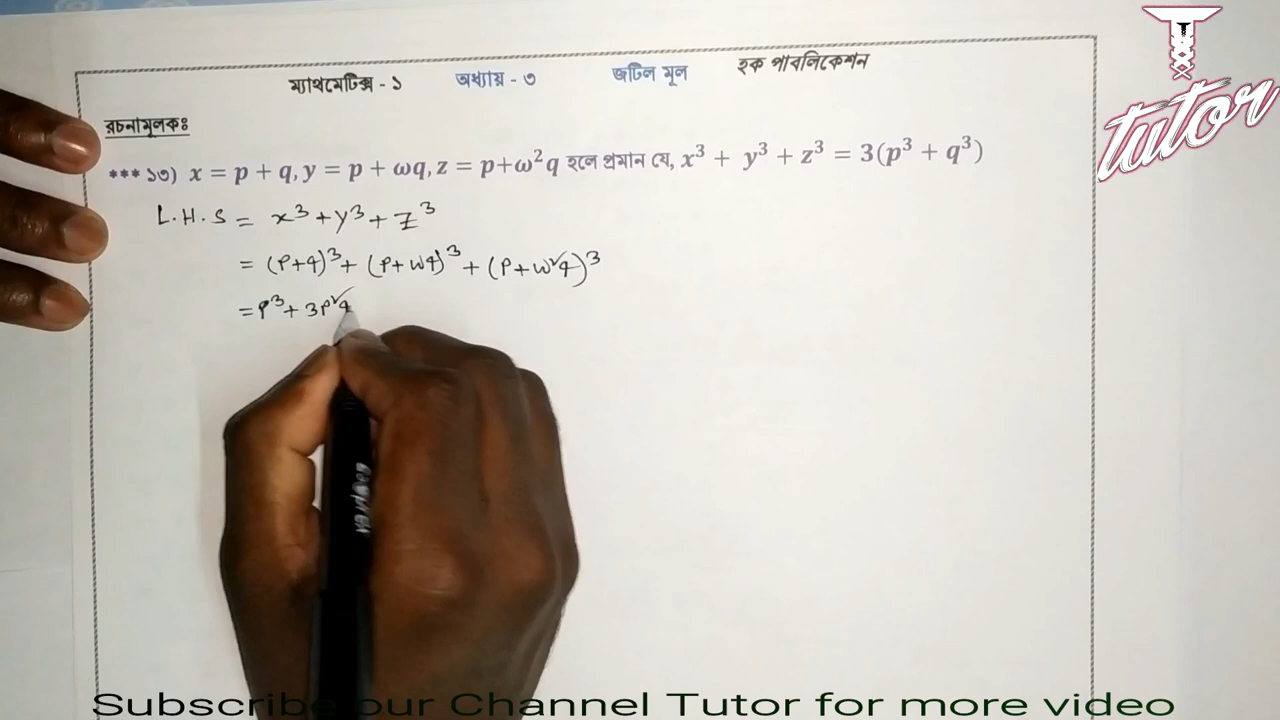 ম্যাথমেটিক্স - ১ অধ্যায় - ৩ জটিল মূল হক পাবলিকেশন
রচনামূলকঃ
*** ১৩) x = p + q, y = p + ωq, z = p+ω²q হলে প্রমান যে, x³ + y³ + z³ = 3(p³ + q³)
L.H.S = x³ + y³ + z³
= (p+q)³ + (p+ωq)³ + (p+ω²q)³
= p³ + 3p²q
T
tutor
Subscribe our Channel Tutor for more video